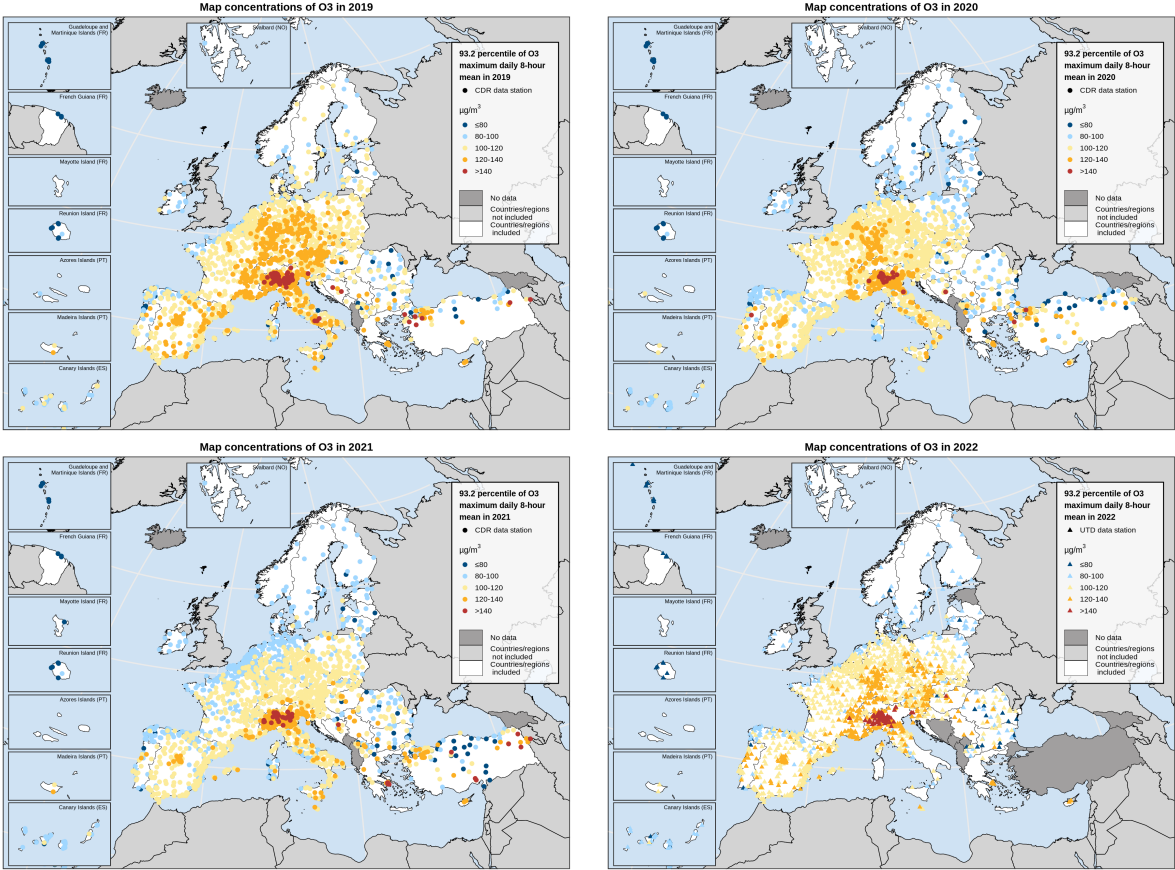 Map concentrations of O3 in 2019
Guadeloupe and
Martinique Islands (FR)
Svalbard (NO)
French Guiana (FR)
Mayotte Island (FR)
Reunion Island (FR)
Azores Islands (PT)
Madeira Islands (PT)
Canary Islands (ES)
93.2 percentile of O3
maximum daily 8-hour
mean in 2019
CDR data station
µg/m3
≤80
80-100
100-120
120-140
>140
No data
Countries/regions
not included
Countries/regions
included
Map concentrations of O3 in 2020
Guadeloupe and
Martinique Islands (FR)
Svalbard (NO)
French Guiana (FR)
Mayotte Island (FR)
Reunion Island (FR)
Azores Islands (PT)
Madeira Islands (PT)
Canary Islands (ES)
93.2 percentile of O3
maximum daily 8-hour
mean in 2020
CDR data station
µg/m3
≤80
80-100
100-120
120-140
>140
No data
Countries/regions
not included
Countries/regions
included
Map concentrations of O3 in 2021
Guadeloupe and
Martinique Islands (FR)
Svalbard (NO)
French Guiana (FR)
Mayotte Island (FR)
Reunion Island (FR)
Azores Islands (PT)
Madeira Islands (PT)
Canary Islands (ES)
93.2 percentile of O3
maximum daily 8-hour
mean in 2021
CDR data station
µg/m3
≤80
80-100
100-120
120-140
>140
No data
Countries/regions
not included
Countries/regions
included
Map concentrations of O3 in 2022
Guadeloupe and
Martinique Islands (FR)
Svalbard (NO)
French Guiana (FR)
Mayotte Island (FR)
Reunion Island (FR)
Azores Islands (PT)
Madeira Islands (PT)
Canary Islands (ES)
93.2 percentile of O3
maximum daily 8-hour
mean in 2022
UTD data station
µg/m3
≤80
80-100
100-120
120-140
>140
No data
Countries/regions
not included
Countries/regions
included